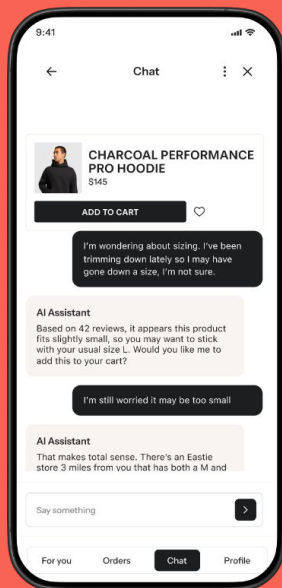 9:41
Chat
CHARCOAL PERFORMANCE
PRO HOODIE
$145
ADD TO CART
I'm wondering about sizing. I've been
trimming down lately so I may have
gone down a size, I'm not sure.
AI Assistant
Based on 42 reviews, it appears this product
fits slightly small, so you may want to stick
with your usual size L. Would you like me to
add this to your cart?
I'm still worried it may be too small
AI Assistant
That makes total sense. There's an Eastie
store 3 miles from you that has both a M and
Say something
For you Orders Chat Profile